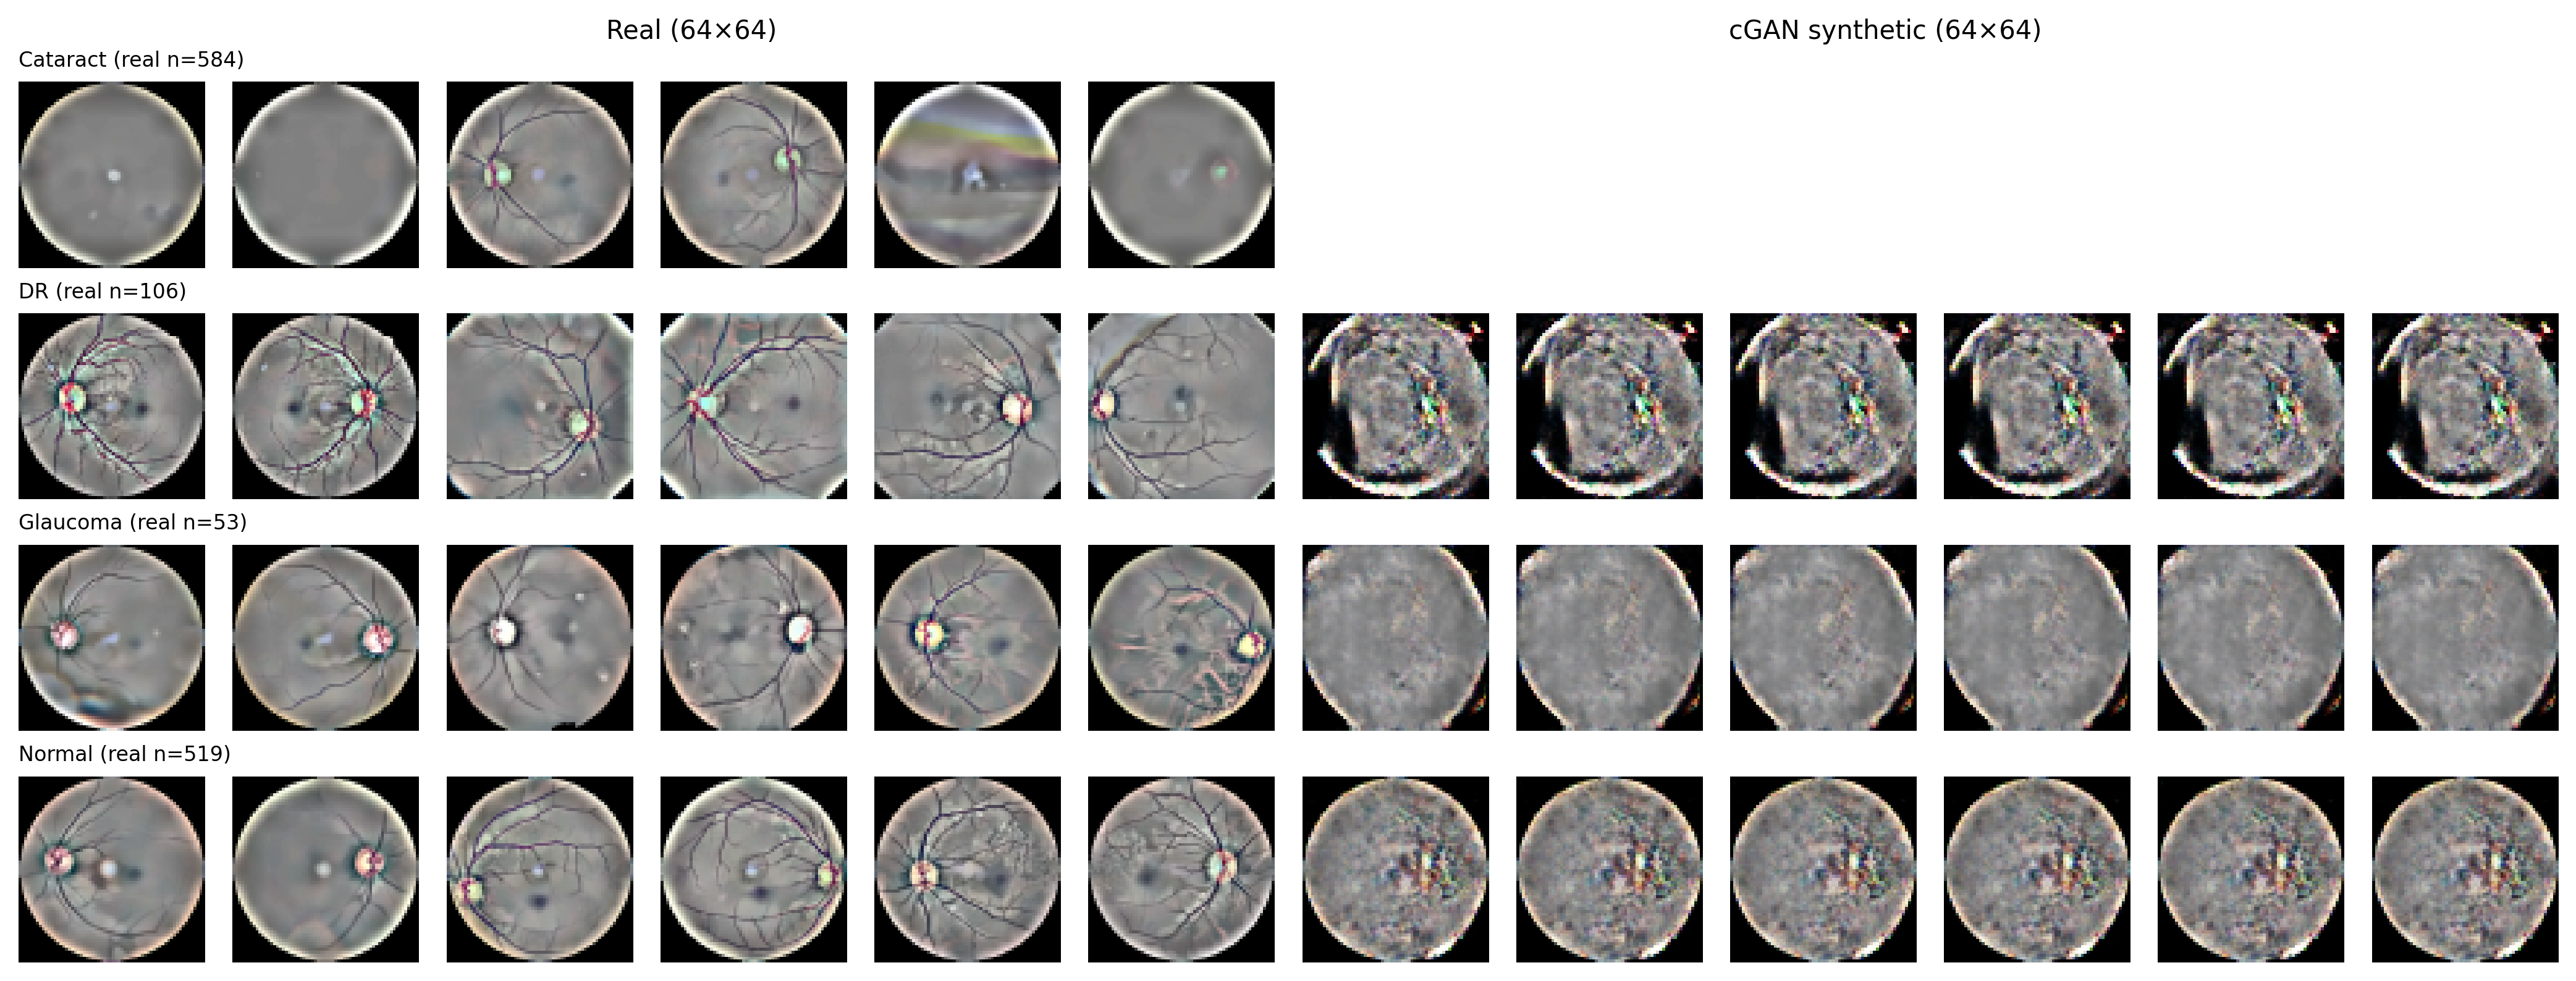 Real (64×64)
cGAN synthetic (64×64)
Cataract (real n=584)
DR (real n=106)
Glaucoma (real n=53)
Normal (real n=519)